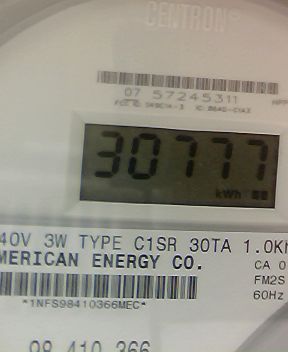 CENTRON®
07 57245311
30777
kWh
40V 3W TYPE C1SR 30TA 1.0Kh
MERICAN ENERGY CO.
CA 0
FM2S
60Hz
*1NFS98410366MEC*
98 410 366